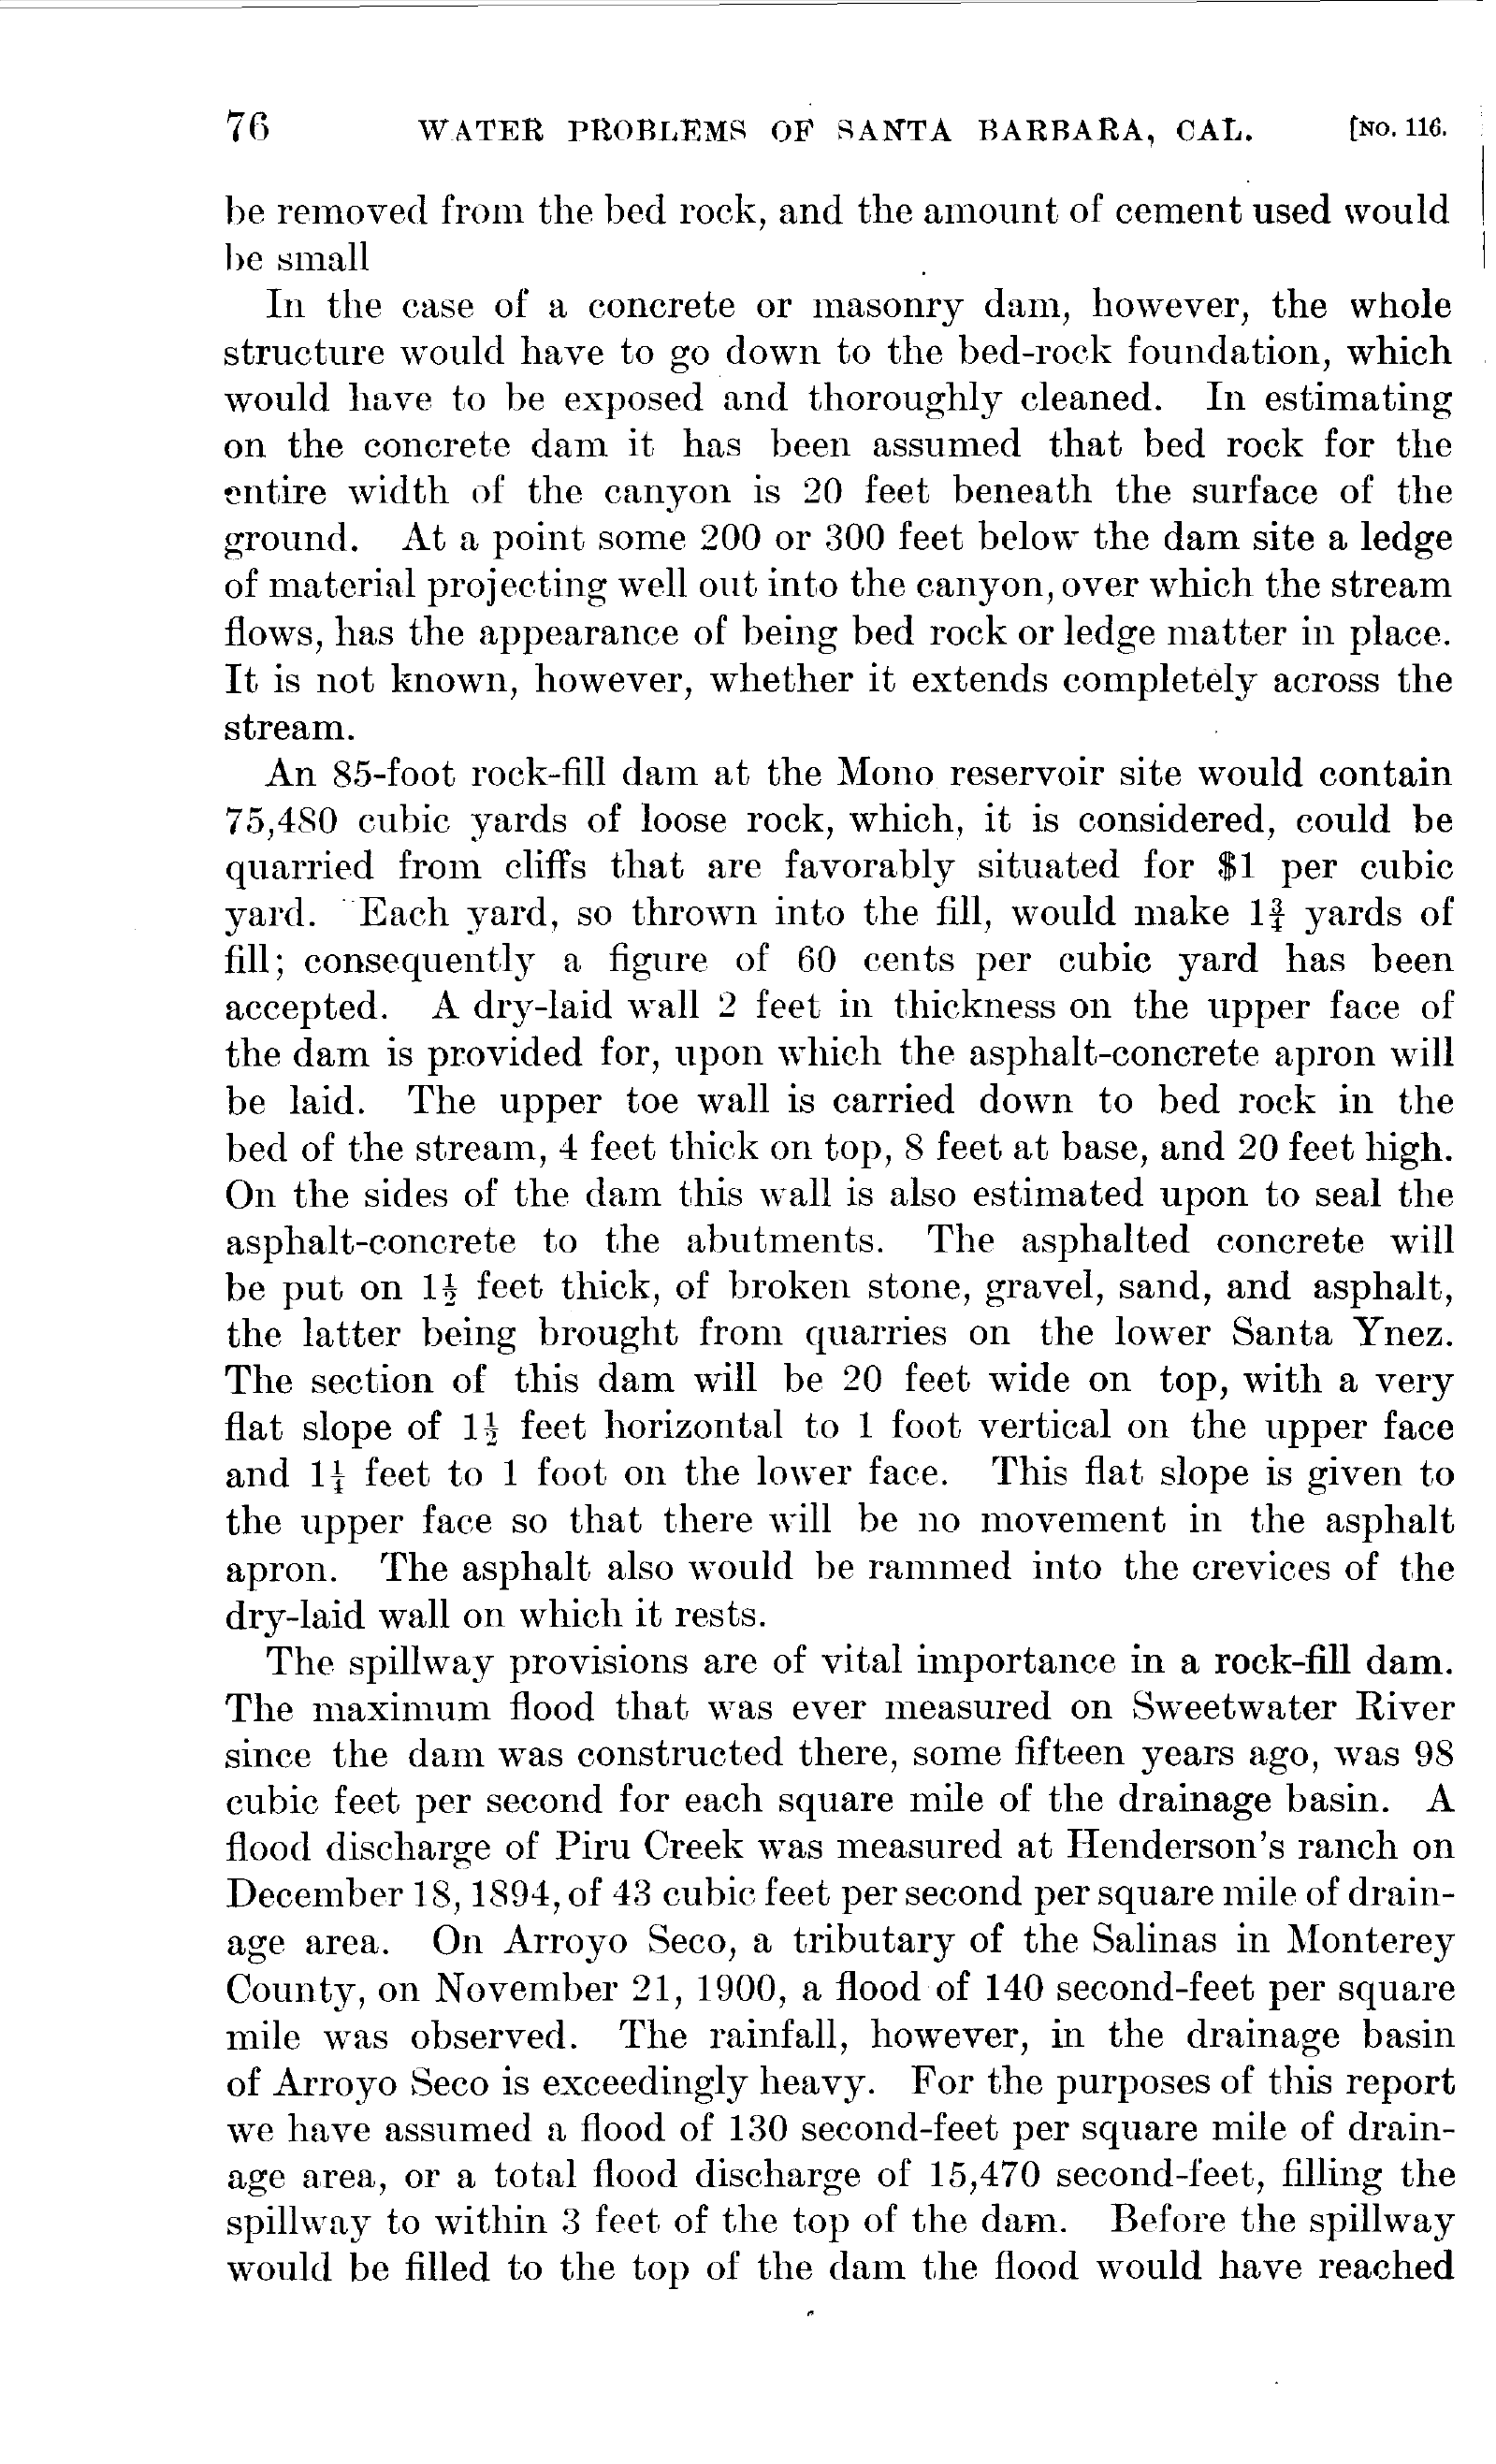 76 WATER PROBLEMS OF SANTA BARBARA, CAL. [NO. 116.
be removed from the bed rock, and the amount of cement used would
be small
In the case of a concrete or masonry dam, however, the whole
structure would have to go down to the bed-rock foundation, which
would have to be exposed and thoroughly cleaned. In estimating
on the concrete dam it has been assumed that bed rock for the
entire width of the canyon is 20 feet beneath the surface of the
ground. At a point some 200 or 300 feet below the dam site a ledge
of material projecting well out into the canyon, over which the stream
flows, has the appearance of being bed rock or ledge matter in place.
It is not known, however, whether it extends completely across the
stream.
An 85-foot rock-fill dam at the Mono reservoir site would contain
75,480 cubic yards of loose rock, which, it is considered, could be
quarried from cliffs that are favorably situated for $1 per cubic
yard. Each yard, so thrown into the fill, would make 1¾ yards of
fill; consequently a figure of 60 cents per cubic yard has been
accepted. A dry-laid wall 2 feet in thickness on the upper face of
the dam is provided for, upon which the asphalt-concrete apron will
be laid. The upper toe wall is carried down to bed rock in the
bed of the stream, 4 feet thick on top, 8 feet at base, and 20 feet high.
On the sides of the dam this wall is also estimated upon to seal the
asphalt-concrete to the abutments. The asphalted concrete will
be put on 1½ feet thick, of broken stone, gravel, sand, and asphalt,
the latter being brought from quarries on the lower Santa Ynez.
The section of this dam will be 20 feet wide on top, with a very
flat slope of 1½ feet horizontal to 1 foot vertical on the upper face
and 1¼ feet to 1 foot on the lower face. This flat slope is given to
the upper face so that there will be no movement in the asphalt
apron. The asphalt also would be rammed into the crevices of the
dry-laid wall on which it rests.
The spillway provisions are of vital importance in a rock-fill dam.
The maximum flood that was ever measured on Sweetwater River
since the dam was constructed there, some fifteen years ago, was 98
cubic feet per second for each square mile of the drainage basin. A
flood discharge of Piru Creek was measured at Henderson's ranch on
December 18, 1894, of 43 cubic feet per second per square mile of drain-
age area. On Arroyo Seco, a tributary of the Salinas in Monterey
County, on November 21, 1900, a flood of 140 second-feet per square
mile was observed. The rainfall, however, in the drainage basin
of Arroyo Seco is exceedingly heavy. For the purposes of this report
we have assumed a flood of 130 second-feet per square mile of drain-
age area, or a total flood discharge of 15,470 second-feet, filling the
spillway to within 3 feet of the top of the dam. Before the spillway
would be filled to the top of the dam the flood would have reached